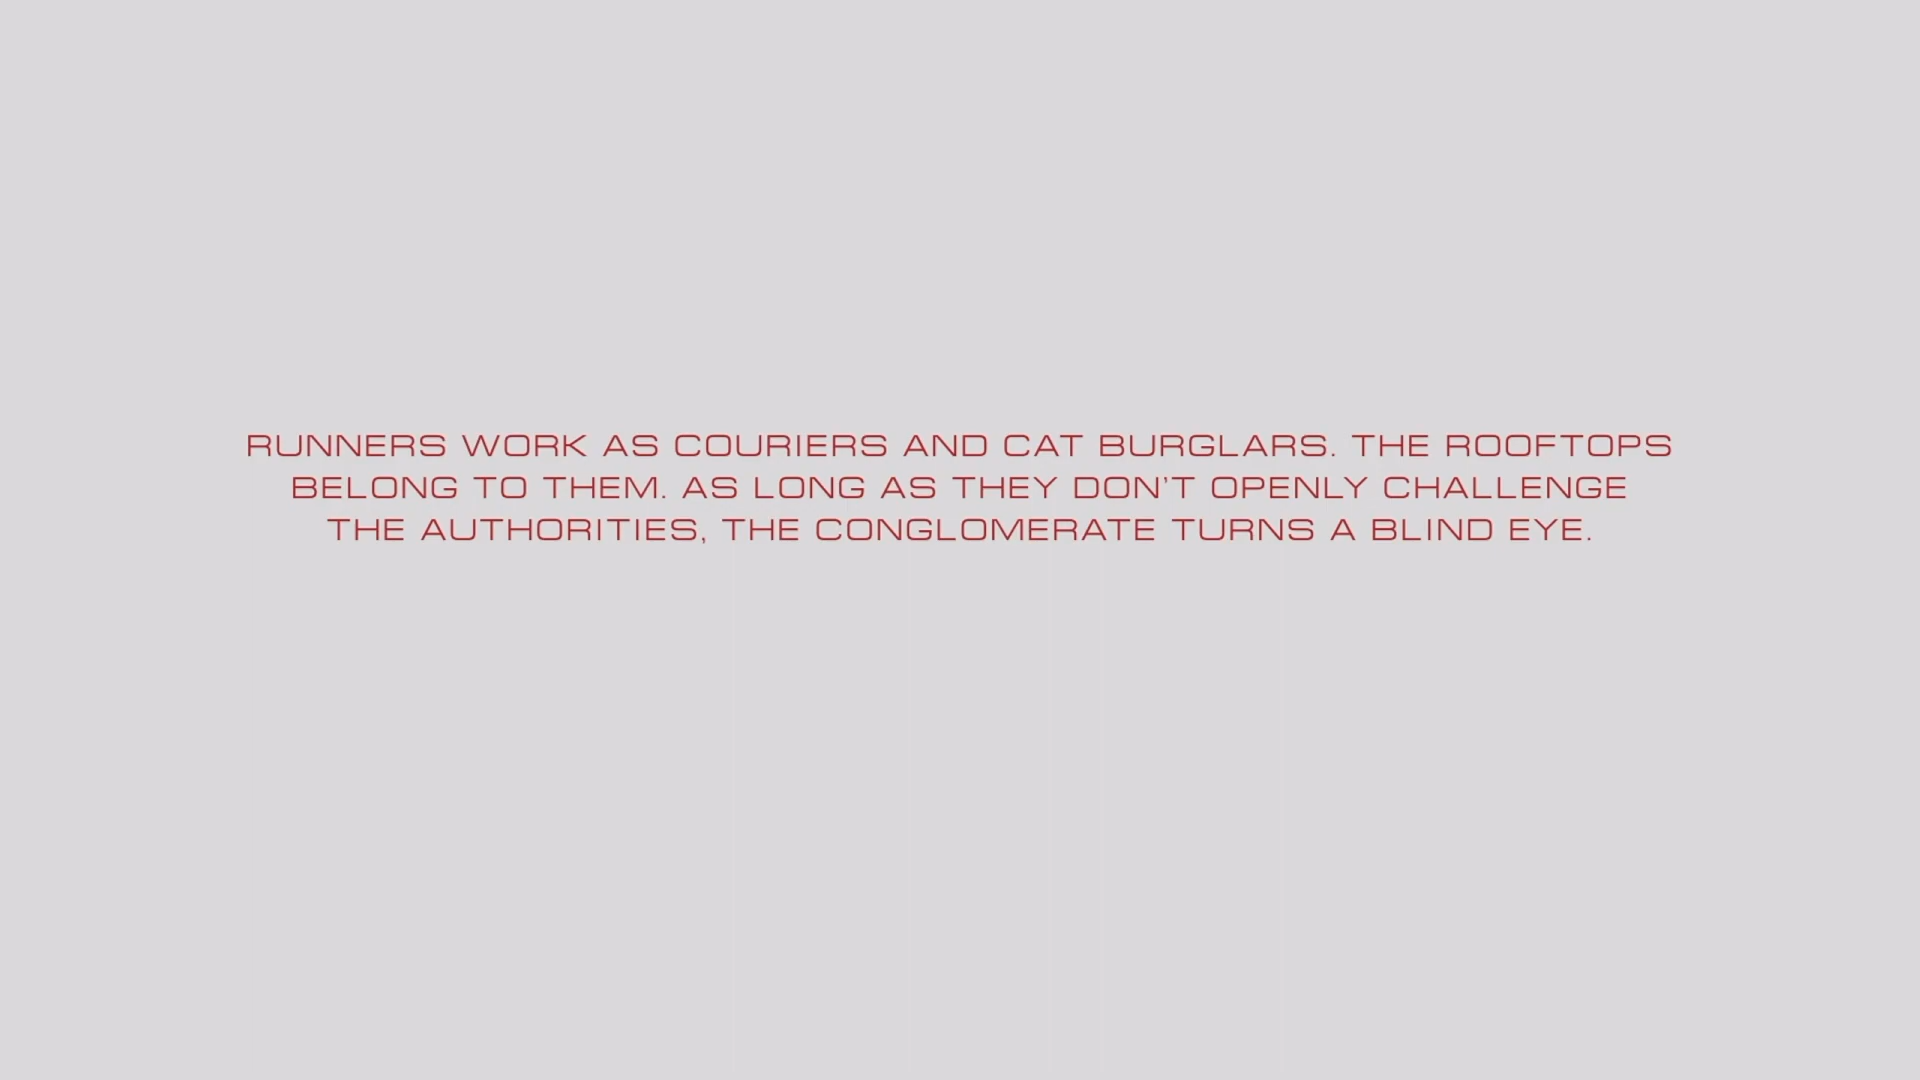 RUNNERS WORK AS COURIERS AND CAT BURGLARS. THE ROOFTOPS
BELONG TO THEM. AS LONG AS THEY DON'T OPENLY CHALLENGE
THE AUTHORITIES, THE CONGLOMERATE TURNS A BLIND EYE.